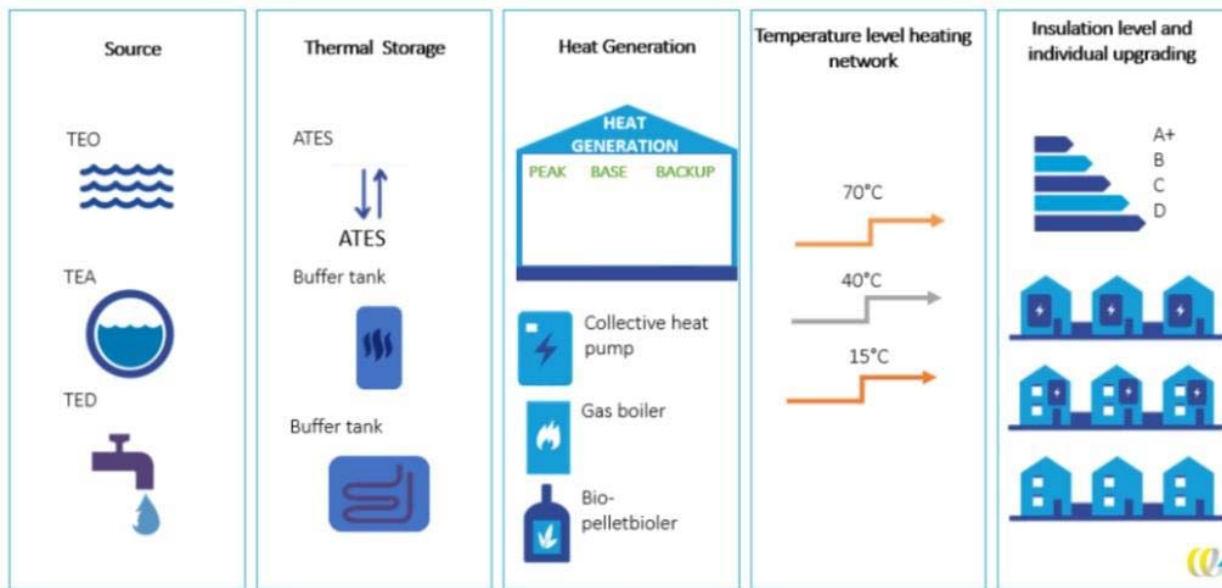 Source
TEO
TEA
TED
Thermal Storage
ATES
ATES
Buffer tank
Buffer tank
Heat Generation
HEAT
GENERATION
PEAK BASE BACKUP
Collective heat
pump
Gas boiler
Bio-
pelletbioler
Temperature level heating
network
70°C
40°C
15°C
Insulation level and
individual upgrading
A+
B
C
D